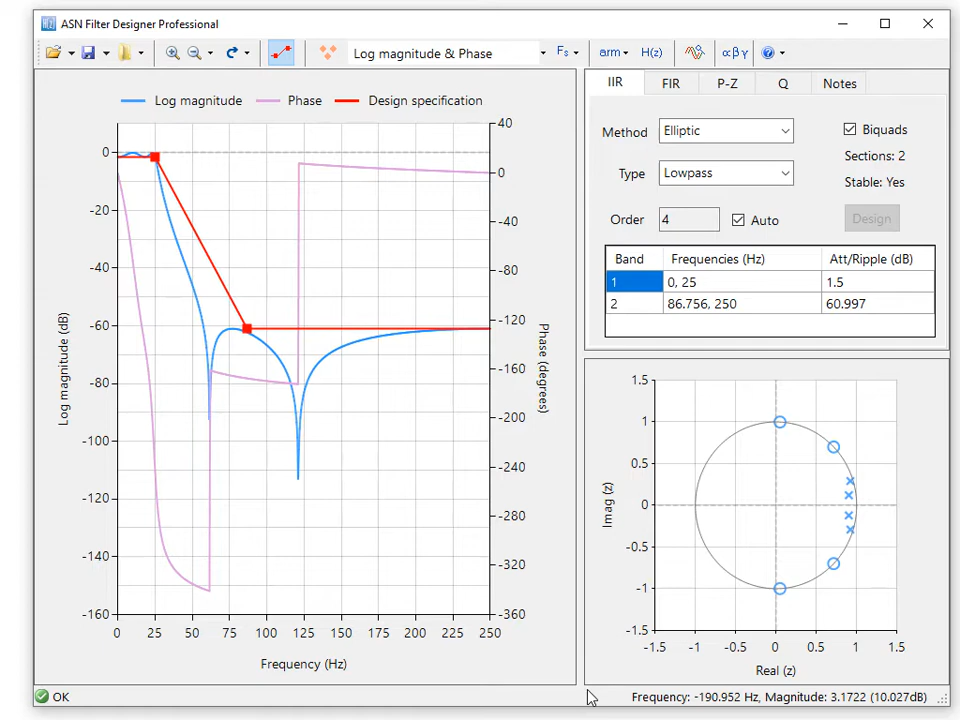 ASN Filter Designer Professional
Log magnitude & Phase
Fs
arm
H(z)
αβγ
Log magnitude
Phase
Design specification
0
-20
-40
-60
-80
-100
-120
-140
-160
Log magnitude (dB)
40
0
-40
-80
-120
-160
-200
-240
-280
-320
-360
Phase (degrees)
0 25 50 75 100 125 150 175 200 225 250
Frequency (Hz)
IIR FIR P-Z Q Notes
Method Elliptic
Biquads
Sections: 2
Type Lowpass
Stable: Yes
Order 4 Auto Design
Band Frequencies (Hz) Att/Ripple (dB)
1 0, 25 1.5
2 86.756, 250 60.997
1.5
1
0.5
0
-0.5
-1
-1.5
Imag (z)
-1.5 -1 -0.5 0 0.5 1 1.5
Real (z)
OK
Frequency: -190.952 Hz, Magnitude: 3.1722 (10.027dB)